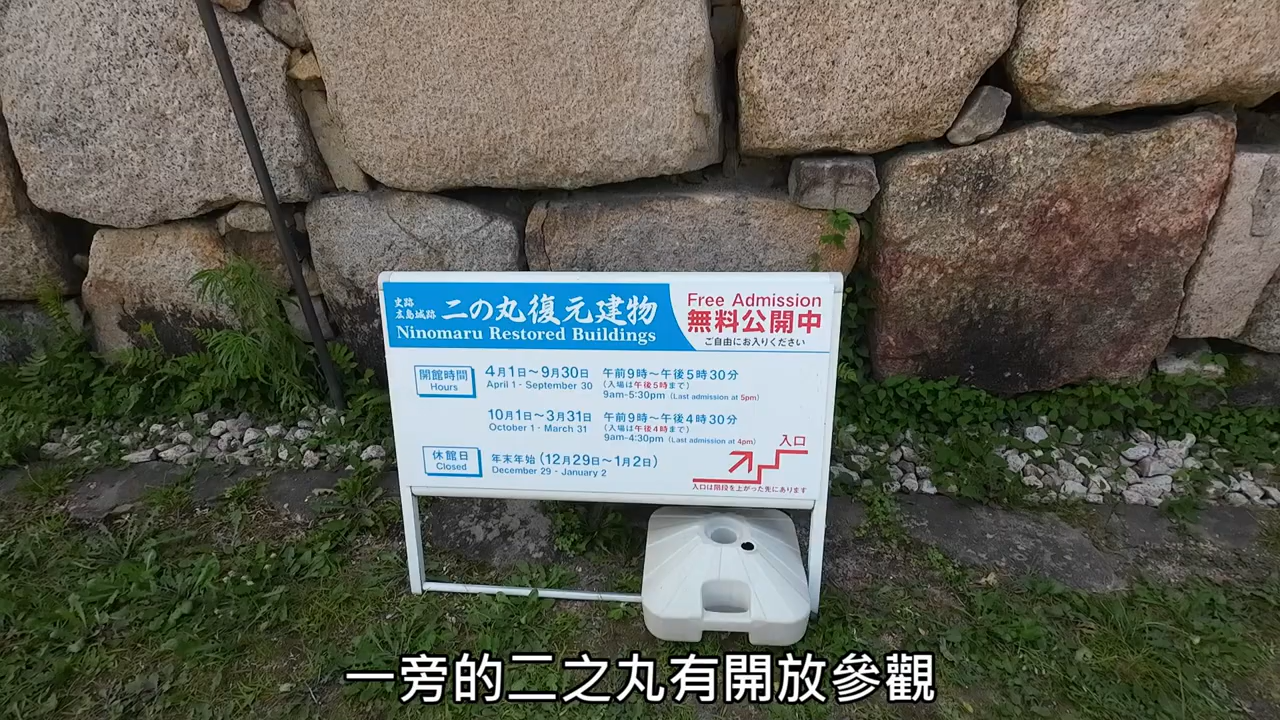 史跡
広島城跡
二の丸復元建物
Ninomaru Restored Buildings
Free Admission
無料公開中
ご自由にお入りください
開館時間
Hours
4月1日〜9月30日 午前9時〜午後5時30分
April 1 - September 30 (入場は午後5時まで)
9am-5:30pm (Last admission at 5pm)
10月1日〜3月31日 午前9時〜午後4時30分
October 1 - March 31 (入場は午後4時まで)
9am-4:30pm (Last admission at 4pm)
休館日
Closed
年末年始(12月29日〜1月2日)
December 29 - January 2
入口
入口は階段を上がった先にあります
一旁的二之丸有開放參觀